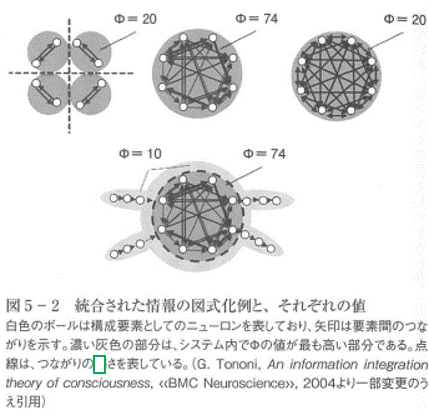 Φ= 20
Φ= 74
Φ= 20
Φ= 10
Φ= 74
図5-2 統合された情報の図式化例と、それぞれの値
白色のボールは構成要素としてのニューロンを表しており、矢印は要素間のつな
がりを示す。濃い灰色の部分は、システム内でΦの値が最も高い部分である。点
線は、つながりの さを表している。(G. Tononi, An information integration
theory of consciousness, ‹‹BMC Neuroscience››, 2004より一部変更のう
え引用)